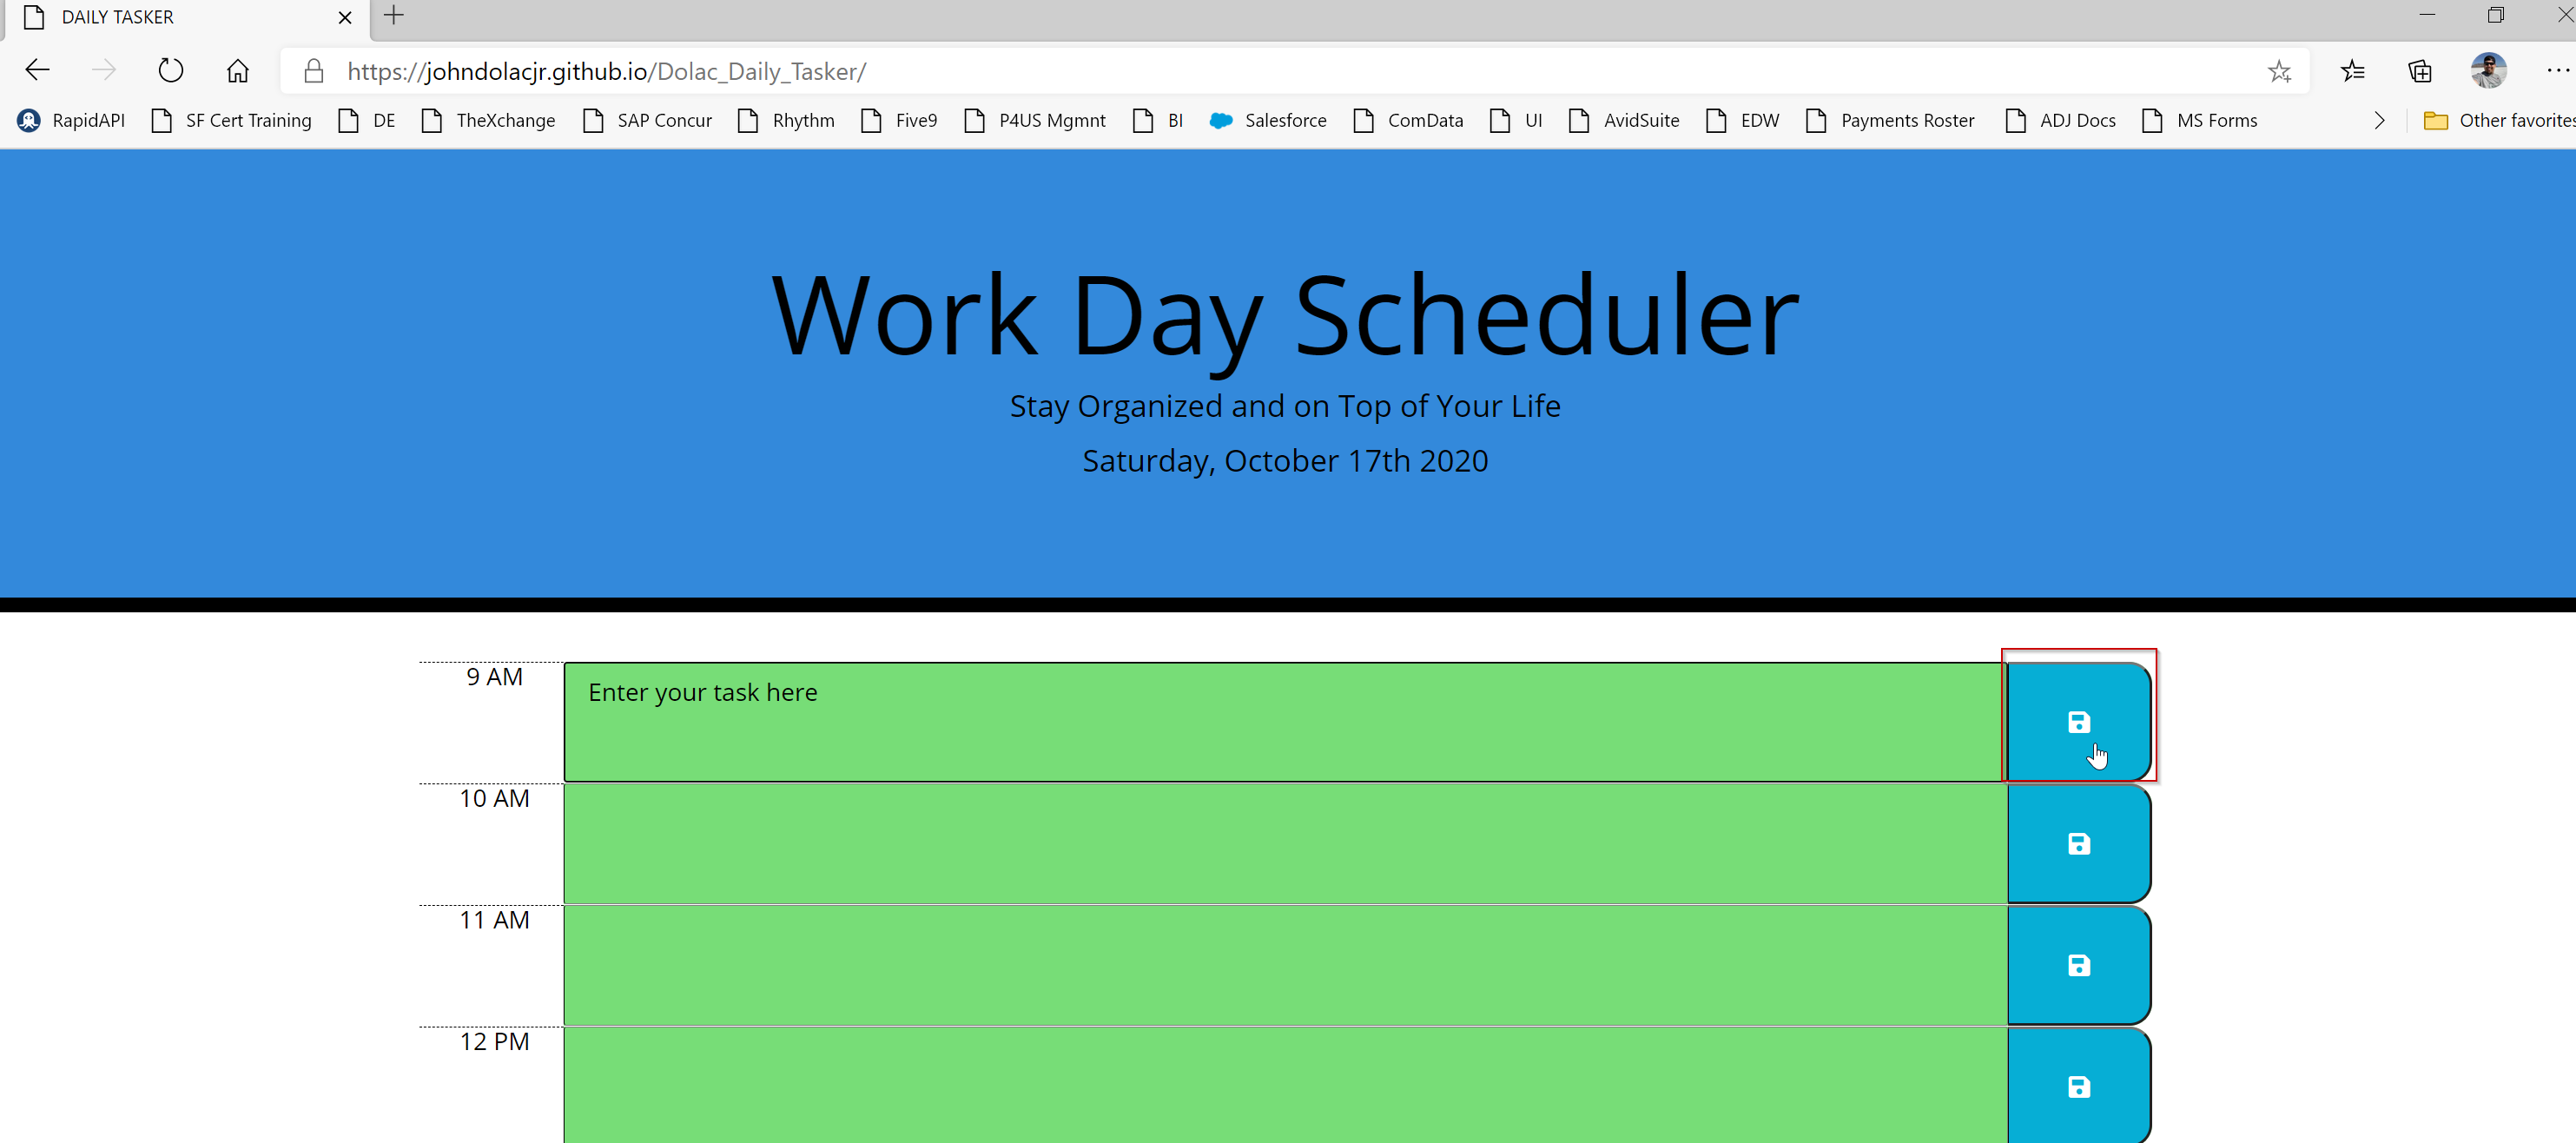 DAILY TASKER
https://johndolacjr.github.io/Dolac_Daily_Tasker/
RapidAPI SF Cert Training DE TheXchange SAP Concur Rhythm Five9 P4US Mgmnt BI Salesforce ComData UI AvidSuite EDW Payments Roster ADJ Docs MS Forms Other favorites
Work Day Scheduler
Stay Organized and on Top of Your Life
Saturday, October 17th 2020
9 AM Enter your task here
10 AM
11 AM
12 PM